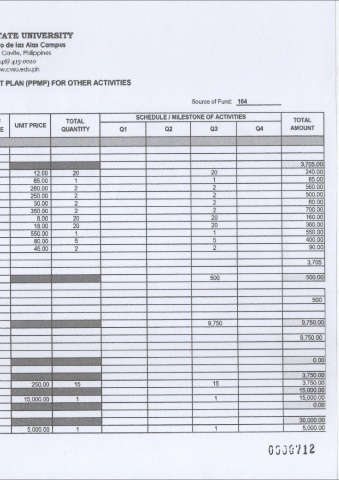 TATE UNIVERSITY
o de las Alas Campus
Cavite, Philippines
(46) 415-0010
w.cvsu.edu.ph
T PLAN (PPMP) FOR OTHER ACTIVITIES
Source of Fund: 164
E UNIT PRICE TOTAL QUANTITY SCHEDULE / MILESTONE OF ACTIVITIES TOTAL AMOUNT
Q1 Q2 Q3 Q4
3,705.00
12.00 20 20 240.00
85.00 1 1 85.00
280.00 2 2 560.00
250.00 2 2 500.00
30.00 2 2 60.00
350.00 2 2 700.00
8.00 20 20 160.00
18.00 20 20 360.00
550.00 1 1 550.00
80.00 5 5 400.00
45.00 2 2 90.00
3,705
500 500.00
500
9,750 9,750.00
9,750.00
0.00
3,750.00
250.00 15 15 3,750.00
15,000.00
15,000.00 1 1 15,000.00
0.00
30,000.00
5,000.00 1 1 5,000.00